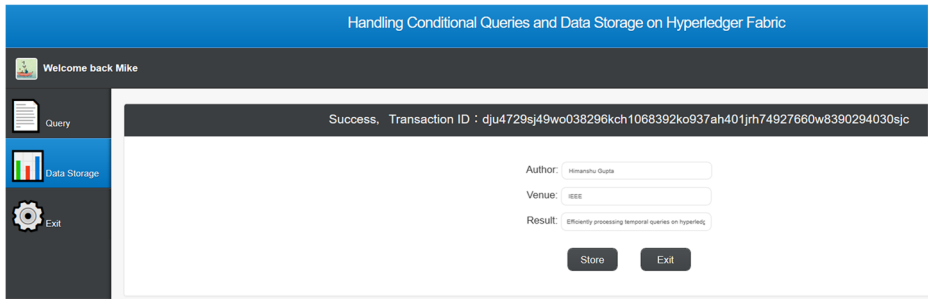 Handling Conditional Queries and Data Storage on Hyperledger Fabric
Welcome back Mike
Query
Data Storage
Exit
Success, Transaction ID：dju4729sj49wo038296kch1068392ko937ah401jrh74927660w8390294030sjc
Author: Himanshu Gupta
Venue: IEEE
Result: Efficiently processing temporal queries on hyperledg
Store Exit